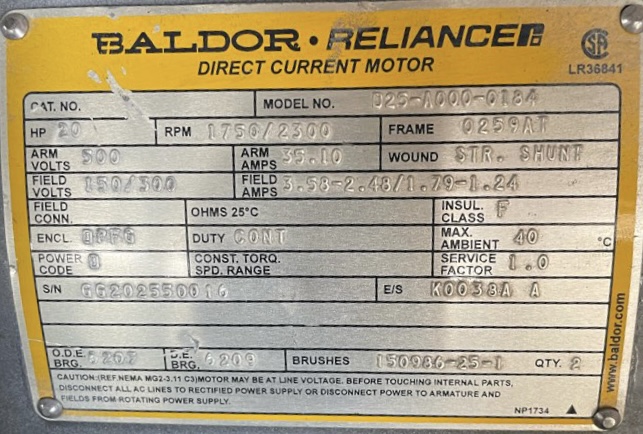 BALDOR • RELIANCE
DIRECT CURRENT MOTOR
LR36841
CAT. NO. MODEL NO. D25-A000-0184
HP 20 RPM 1750/2300 FRAME 0259AT
ARM VOLTS 500 ARM AMPS 35.10 WOUND STR. SHUNT
FIELD VOLTS 150/300 FIELD AMPS 3.58-2.48/1.79-1.24
FIELD CONN. OHMS 25°C INSUL. CLASS F
ENCL. DPFG DUTY CONT MAX. AMBIENT 40 °C
POWER CODE CONST. TORQ. SPD. RANGE SERVICE FACTOR 1.0
S/N E/S K0038A A
O.D.E. BRG. D.E. BRG. 6209 BRUSHES 150986-25-1 QTY. 2
CAUTION:(REF.NEMA MG2-3,11 C3)MOTOR MAY BE AT LINE VOLTAGE. BEFORE TOUCHING INTERNAL PARTS,
DISCONNECT ALL AC LINES TO RECTIFIED POWER SUPPLY OR DISCONNECT POWER TO ARMATURE AND
FIELDS FROM ROTATING POWER SUPPLY.
NP1734
www.baldor.com